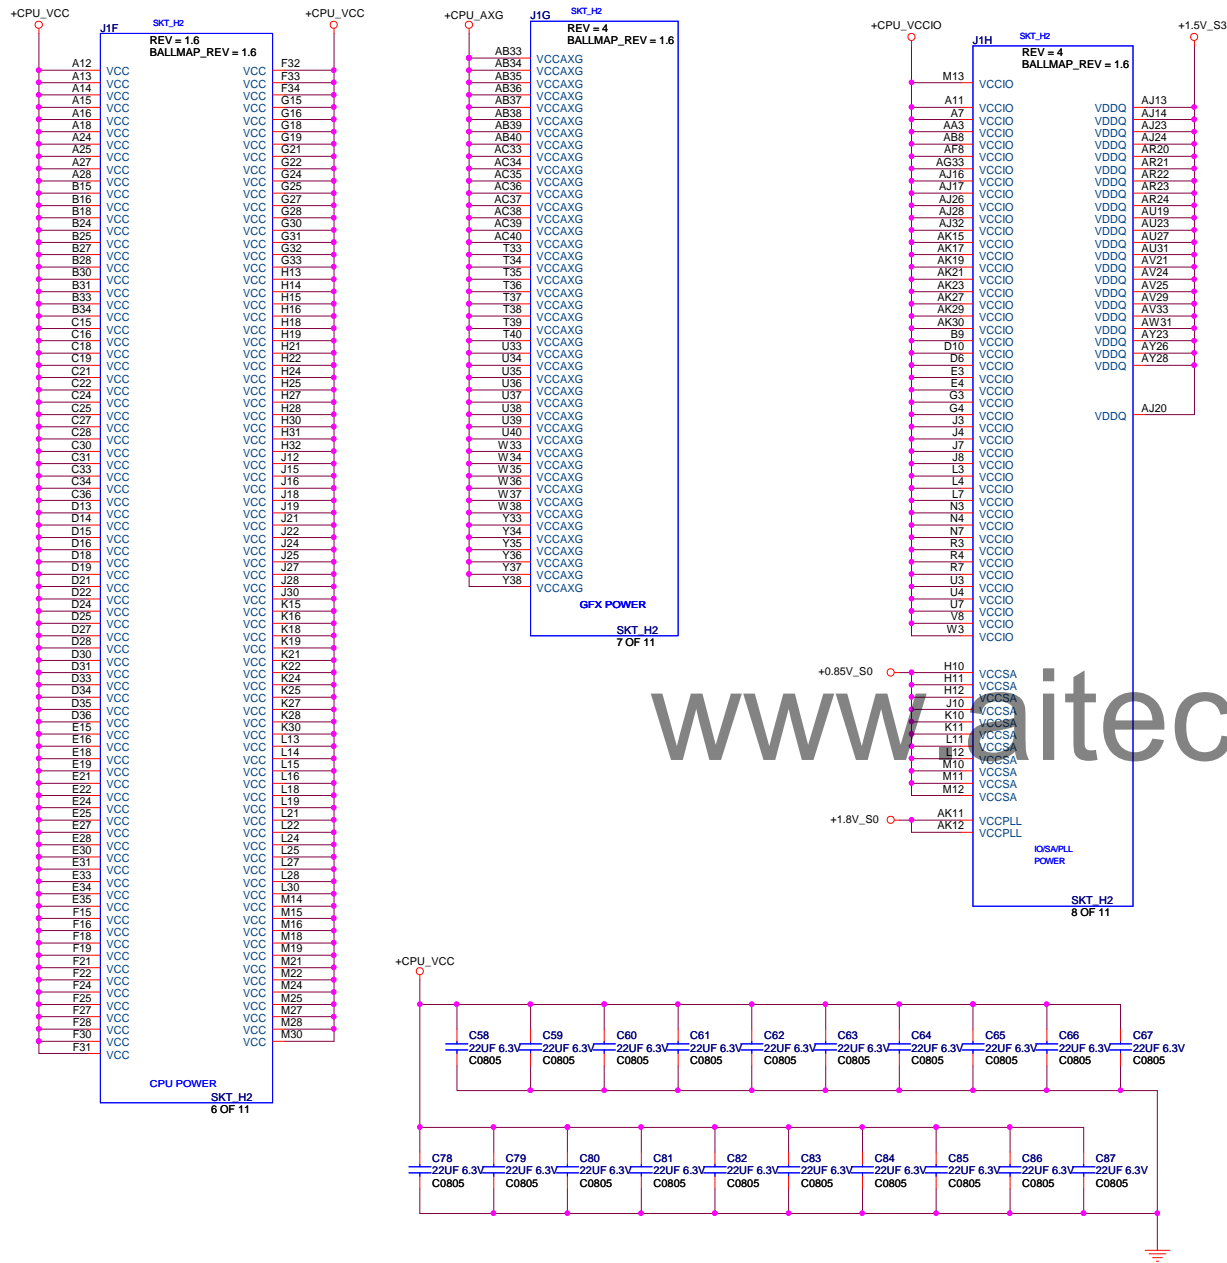 +CPU_VCC +CPU_VCC
J1F SKT_H2
REV = 1.6
BALLMAP_REV = 1.6
A12 VCC VCC F32
A13 VCC VCC F33
A14 VCC VCC F34
A15 VCC VCC G15
A16 VCC VCC G16
A18 VCC VCC G18
A24 VCC VCC G19
A25 VCC VCC G21
A27 VCC VCC G22
A28 VCC VCC G24
B15 VCC VCC G25
B16 VCC VCC G27
B18 VCC VCC G28
B24 VCC VCC G30
B25 VCC VCC G31
B27 VCC VCC G32
B28 VCC VCC G33
B30 VCC VCC H13
B31 VCC VCC H14
B33 VCC VCC H15
B34 VCC VCC H16
C15 VCC VCC H18
C16 VCC VCC H19
C18 VCC VCC H21
C19 VCC VCC H22
C21 VCC VCC H24
C22 VCC VCC H25
C24 VCC VCC H27
C25 VCC VCC H28
C27 VCC VCC H30
C28 VCC VCC H31
C30 VCC VCC H32
C31 VCC VCC J12
C33 VCC VCC J15
C34 VCC VCC J16
C36 VCC VCC J18
D13 VCC VCC J19
D14 VCC VCC J21
D15 VCC VCC J22
D16 VCC VCC J24
D18 VCC VCC J25
D19 VCC VCC J27
D21 VCC VCC J28
D22 VCC VCC J30
D24 VCC VCC K15
D25 VCC VCC K16
D27 VCC VCC K18
D28 VCC VCC K19
D30 VCC VCC K21
D31 VCC VCC K22
D33 VCC VCC K24
D34 VCC VCC K25
D35 VCC VCC K27
D36 VCC VCC K28
E15 VCC VCC K30
E16 VCC VCC L13
E18 VCC VCC L14
E19 VCC VCC L15
E21 VCC VCC L16
E22 VCC VCC L18
E24 VCC VCC L19
E25 VCC VCC L21
E27 VCC VCC L22
E28 VCC VCC L24
E30 VCC VCC L25
E31 VCC VCC L27
E33 VCC VCC L28
E34 VCC VCC L30
E35 VCC VCC M14
F15 VCC VCC M15
F16 VCC VCC M16
F18 VCC VCC M18
F19 VCC VCC M19
F21 VCC VCC M21
F22 VCC VCC M22
F24 VCC VCC M24
F25 VCC VCC M25
F27 VCC VCC M27
F28 VCC VCC M28
F30 VCC VCC M30
F31 VCC
CPU POWER
SKT_H2
6 OF 11
+CPU_AXG
J1G SKT_H2
REV = 4
BALLMAP_REV = 1.6
AB33 VCCAXG
AB34 VCCAXG
AB35 VCCAXG
AB36 VCCAXG
AB37 VCCAXG
AB38 VCCAXG
AB39 VCCAXG
AB40 VCCAXG
AC33 VCCAXG
AC34 VCCAXG
AC35 VCCAXG
AC36 VCCAXG
AC37 VCCAXG
AC38 VCCAXG
AC39 VCCAXG
AC40 VCCAXG
T33 VCCAXG
T34 VCCAXG
T35 VCCAXG
T36 VCCAXG
T37 VCCAXG
T38 VCCAXG
T39 VCCAXG
T40 VCCAXG
U33 VCCAXG
U34 VCCAXG
U35 VCCAXG
U36 VCCAXG
U37 VCCAXG
U38 VCCAXG
U39 VCCAXG
U40 VCCAXG
W33 VCCAXG
W34 VCCAXG
W35 VCCAXG
W36 VCCAXG
W37 VCCAXG
W38 VCCAXG
Y33 VCCAXG
Y34 VCCAXG
Y35 VCCAXG
Y36 VCCAXG
Y37 VCCAXG
Y38 VCCAXG
GFX POWER
SKT_H2
7 OF 11
+CPU_VCCIO +1.5V_S3
J1H SKT_H2
REV = 4
BALLMAP_REV = 1.6
M13 VCCIO
A11 VCCIO VDDQ AJ13
A7 VCCIO VDDQ AJ14
AA3 VCCIO VDDQ AJ23
AB8 VCCIO VDDQ AJ24
AF8 VCCIO VDDQ AR20
AG33 VCCIO VDDQ AR21
AJ16 VCCIO VDDQ AR22
AJ17 VCCIO VDDQ AR23
AJ26 VCCIO VDDQ AR24
AJ28 VCCIO VDDQ AU19
AJ32 VCCIO VDDQ AU23
AK15 VCCIO VDDQ AU27
AK17 VCCIO VDDQ AU31
AK19 VCCIO VDDQ AV21
AK21 VCCIO VDDQ AV24
AK23 VCCIO VDDQ AV25
AK27 VCCIO VDDQ AV29
AK29 VCCIO VDDQ AV33
AK30 VCCIO VDDQ AW31
B9 VCCIO VDDQ AY23
D10 VCCIO VDDQ AY26
D6 VCCIO VDDQ AY28
E3 VCCIO
E4 VCCIO
G3 VCCIO
G4 VCCIO VDDQ AJ20
J3 VCCIO
J4 VCCIO
J7 VCCIO
J8 VCCIO
L3 VCCIO
L4 VCCIO
L7 VCCIO
N3 VCCIO
N4 VCCIO
N7 VCCIO
R3 VCCIO
R4 VCCIO
R7 VCCIO
U3 VCCIO
U4 VCCIO
U7 VCCIO
V8 VCCIO
W3 VCCIO
+0.85V_S0 H10 VCCSA
H11 VCCSA
H12 VCCSA
J10 VCCSA
K10 VCCSA
K11 VCCSA
L11 VCCSA
L12 VCCSA
M10 VCCSA
M11 VCCSA
M12 VCCSA
www.aitec
+1.8V_S0 AK11 VCCPLL
AK12 VCCPLL
IO/SA/PLL
POWER
SKT_H2
8 OF 11
+CPU_VCC
C58 C59 C60 C61 C62 C63 C64 C65 C66 C67
22UF 6.3V 22UF 6.3V 22UF 6.3V 22UF 6.3V 22UF 6.3V 22UF 6.3V 22UF 6.3V 22UF 6.3V 22UF 6.3V 22UF 6.3V
C0805 C0805 C0805 C0805 C0805 C0805 C0805 C0805 C0805 C0805
C78 C79 C80 C81 C82 C83 C84 C85 C86 C87
22UF 6.3V 22UF 6.3V 22UF 6.3V 22UF 6.3V 22UF 6.3V 22UF 6.3V 22UF 6.3V 22UF 6.3V 22UF 6.3V 22UF 6.3V
C0805 C0805 C0805 C0805 C0805 C0805 C0805 C0805 C0805 C0805